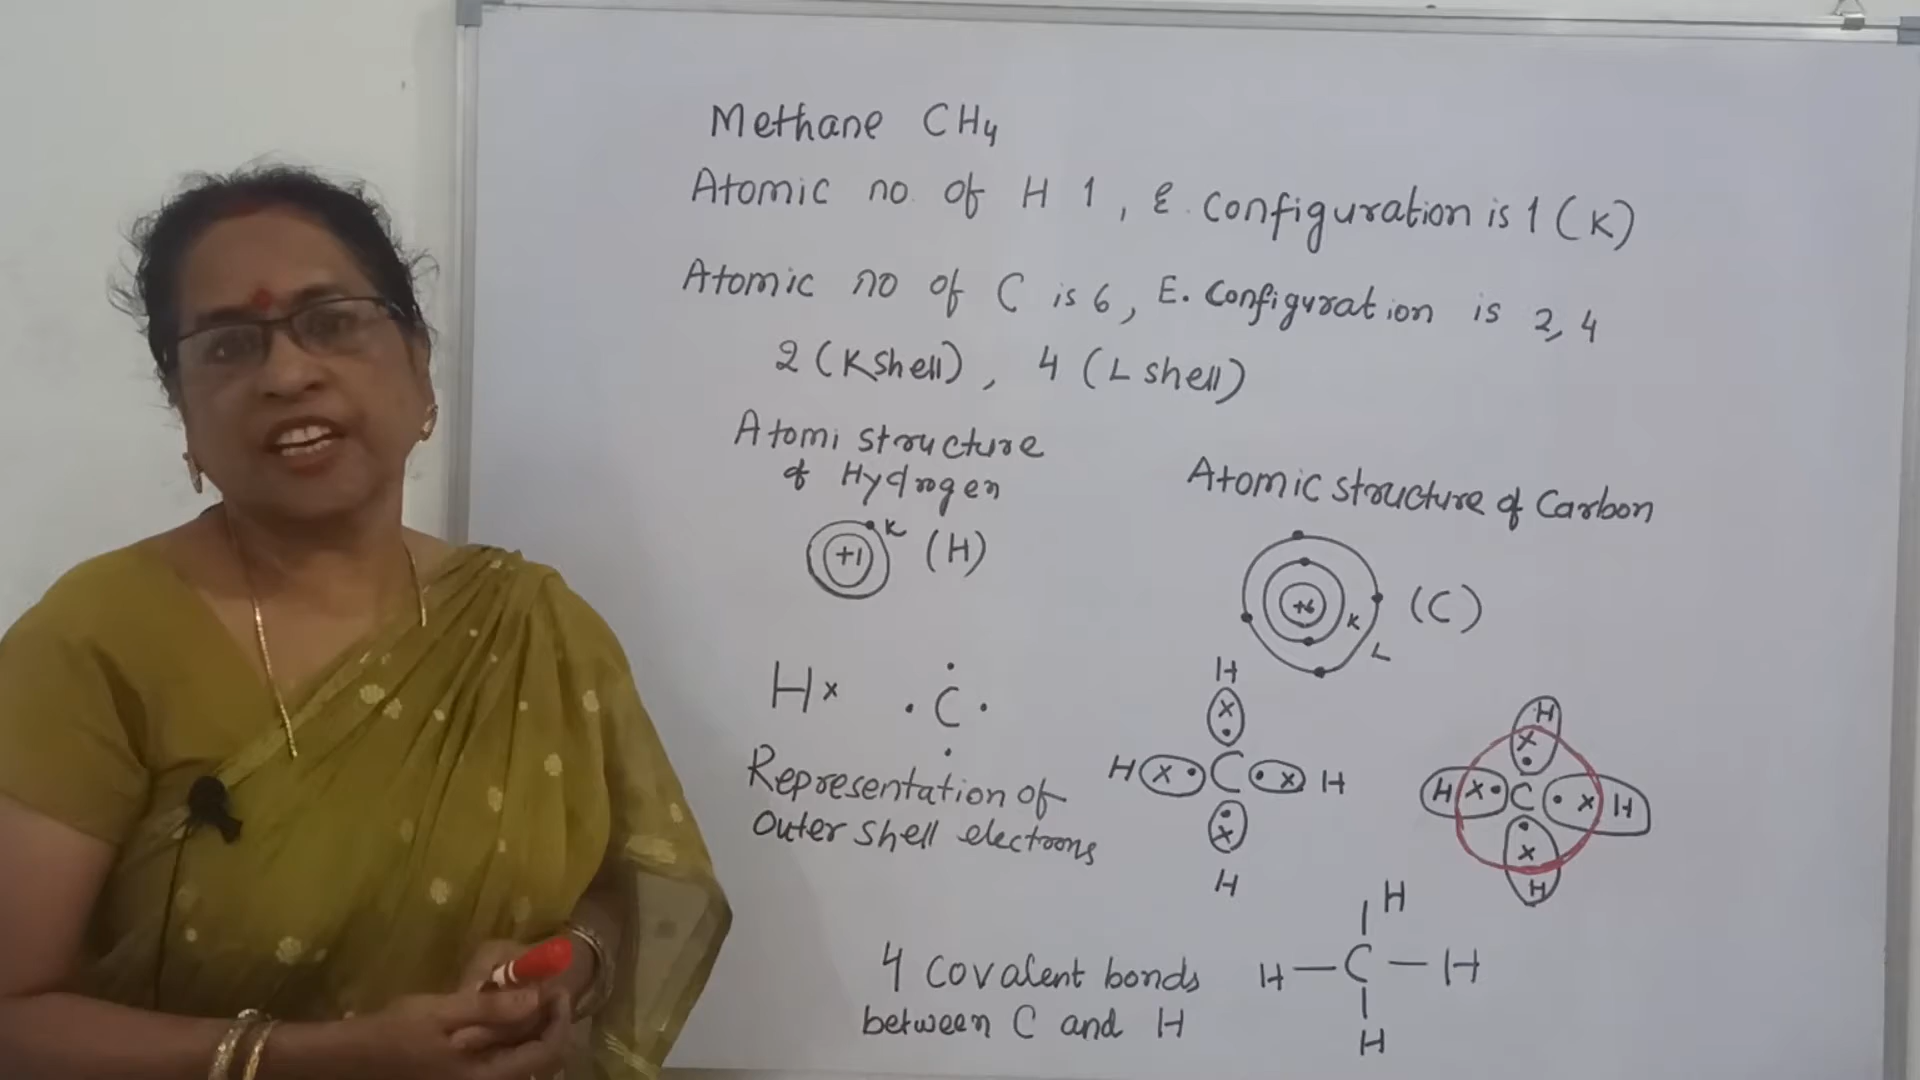 Methane CH4
Atomic no. of H 1, E. configuration is 1 (K)
Atomic no of C is 6, E. Configuration is 2, 4
2 (K shell), 4 (L shell)
Atomi structure
of Hydrogen
Atomic structure of Carbon
K
+1
(H)
+6
K
L
(C)
Hx
C
Representation of
Outer shell electrons
H
x
H x C x H
x
H
H
x
H x C x H
x
H
4 covalent bonds
between C and H
H
H — C — H
H